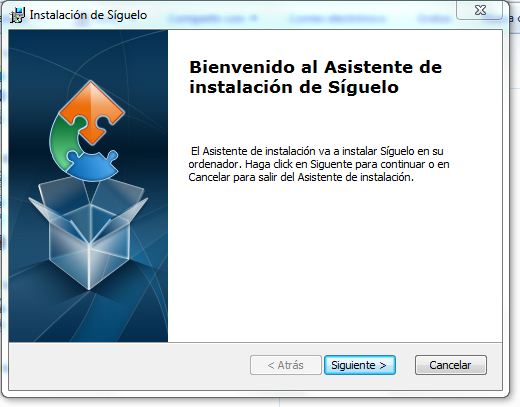 Instalación de Síguelo
Bienvenido al Asistente de
instalación de Síguelo
El Asistente de instalación va a instalar Síguelo en su
ordenador. Haga click en Siguente para continuar o en
Cancelar para salir del Asistente de instalación.
< Atrás
Siguiente >
Cancelar